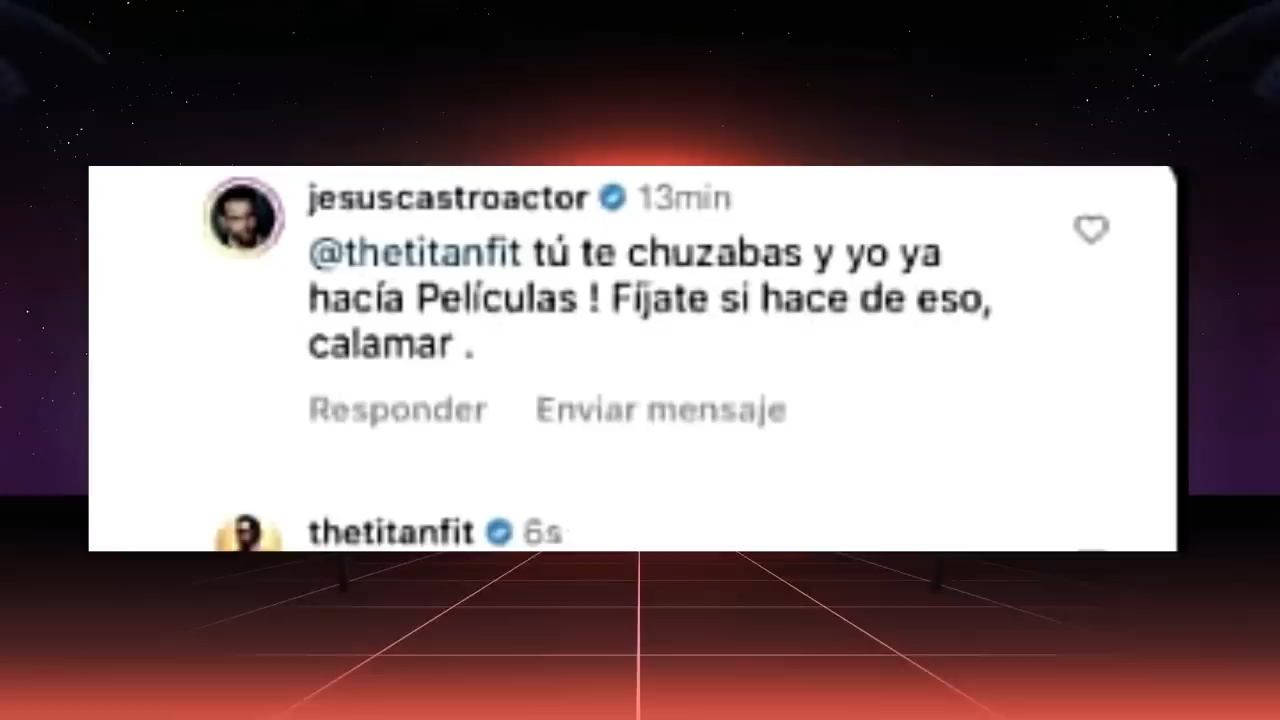 jesuscastroactor 13min
@thetitanfit tú te chuzabas y yo ya
hacía Películas ! Fíjate si hace de eso,
calamar .
Responder Enviar mensaje
thetitanfit 6s